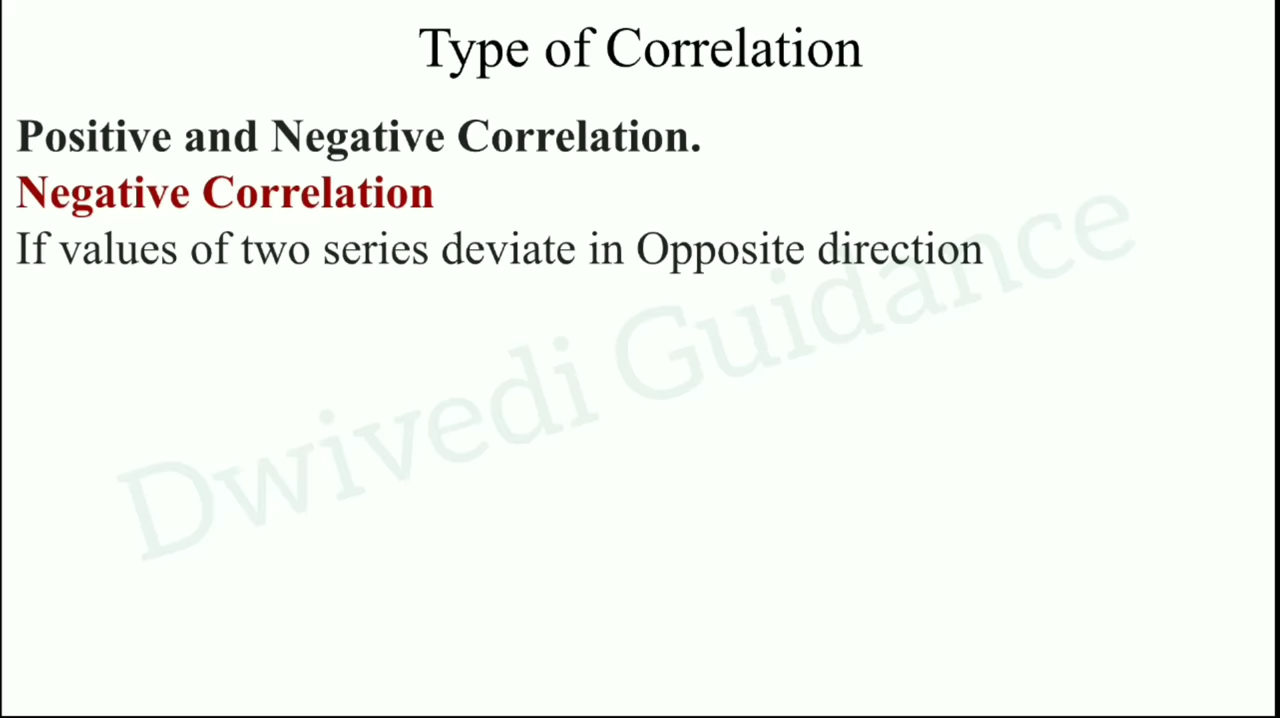 Type of Correlation
Positive and Negative Correlation.
Negative Correlation
If values of two series deviate in Opposite direction
Dwivedi Guidance